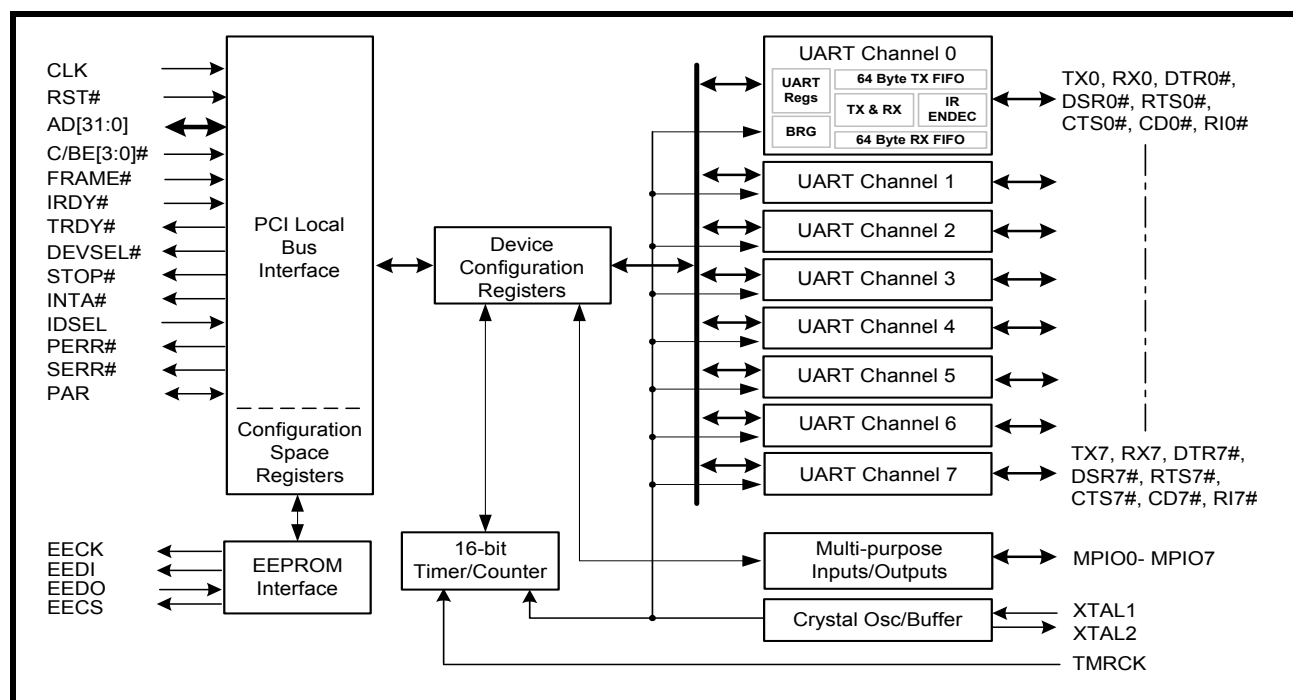 CLK
RST#
AD[31:0]
C/BE[3:0]#
FRAME#
IRDY#
TRDY#
DEVSEL#
STOP#
INTA#
IDSEL
PERR#
SERR#
PAR
EECK
EEDI
EEDO
EECS
PCI Local
Bus
Interface
Configuration
Space
Registers
EEPROM
Interface
Device
Configuration
Registers
16-bit
Timer/Counter
UART Channel 0
UART
Regs
BRG
64 Byte TX FIFO
TX & RX
IR
ENDEC
64 Byte RX FIFO
UART Channel 1
UART Channel 2
UART Channel 3
UART Channel 4
UART Channel 5
UART Channel 6
UART Channel 7
Multi-purpose
Inputs/Outputs
Crystal Osc/Buffer
TX0, RX0, DTR0#,
DSR0#, RTS0#,
CTS0#, CD0#, RI0#
TX7, RX7, DTR7#,
DSR7#, RTS7#,
CTS7#, CD7#, RI7#
MPIO0- MPIO7
XTAL1
XTAL2
TMRCK